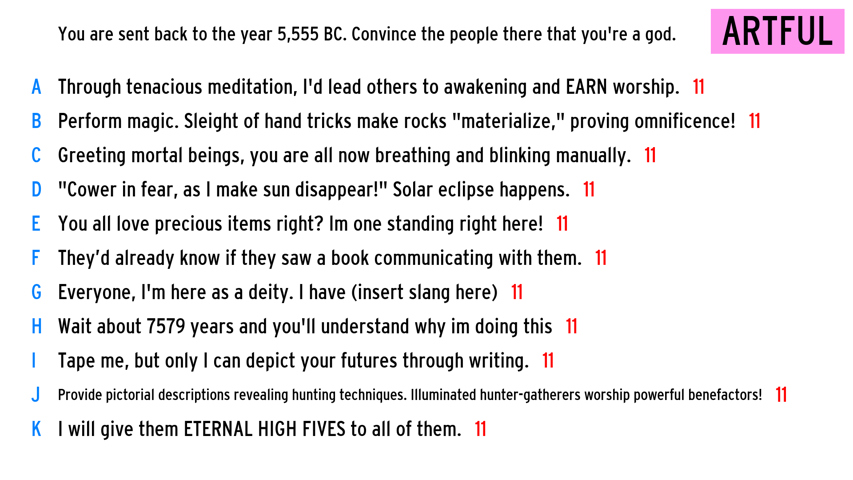 You are sent back to the year 5,555 BC. Convince the people there that you're a god.
ARTFUL
A Through tenacious meditation, I'd lead others to awakening and EARN worship. 11
B Perform magic. Sleight of hand tricks make rocks "materialize," proving omnificence! 11
C Greeting mortal beings, you are all now breathing and blinking manually. 11
D "Cower in fear, as I make sun disappear!" Solar eclipse happens. 11
E You all love precious items right? Im one standing right here! 11
F They’d already know if they saw a book communicating with them. 11
G Everyone, I'm here as a deity. I have (insert slang here) 11
H Wait about 7579 years and you'll understand why im doing this 11
I Tape me, but only I can depict your futures through writing. 11
J Provide pictorial descriptions revealing hunting techniques. Illuminated hunter-gatherers worship powerful benefactors! 11
K I will give them ETERNAL HIGH FIVES to all of them. 11